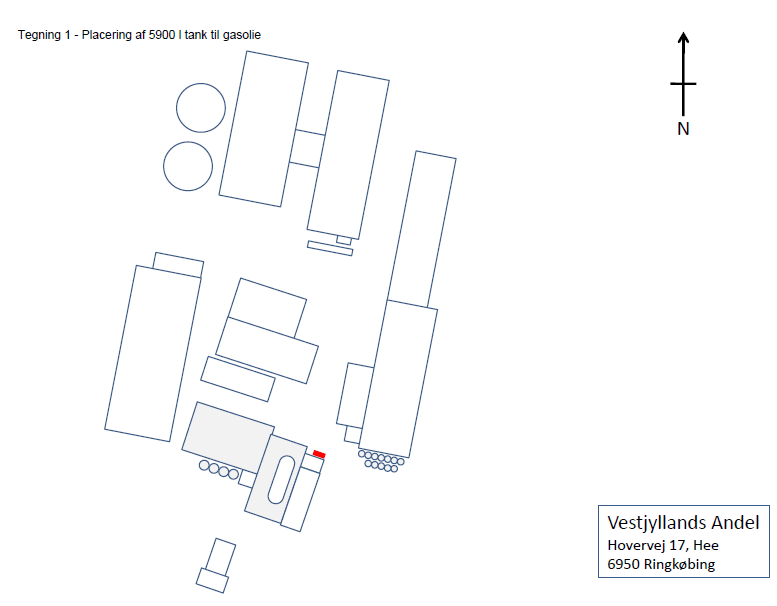 Tegning 1 - Placering af 5900 l tank til gasolie
N
Vestjyllands Andel
Hovervej 17, Hee
6950 Ringkøbing